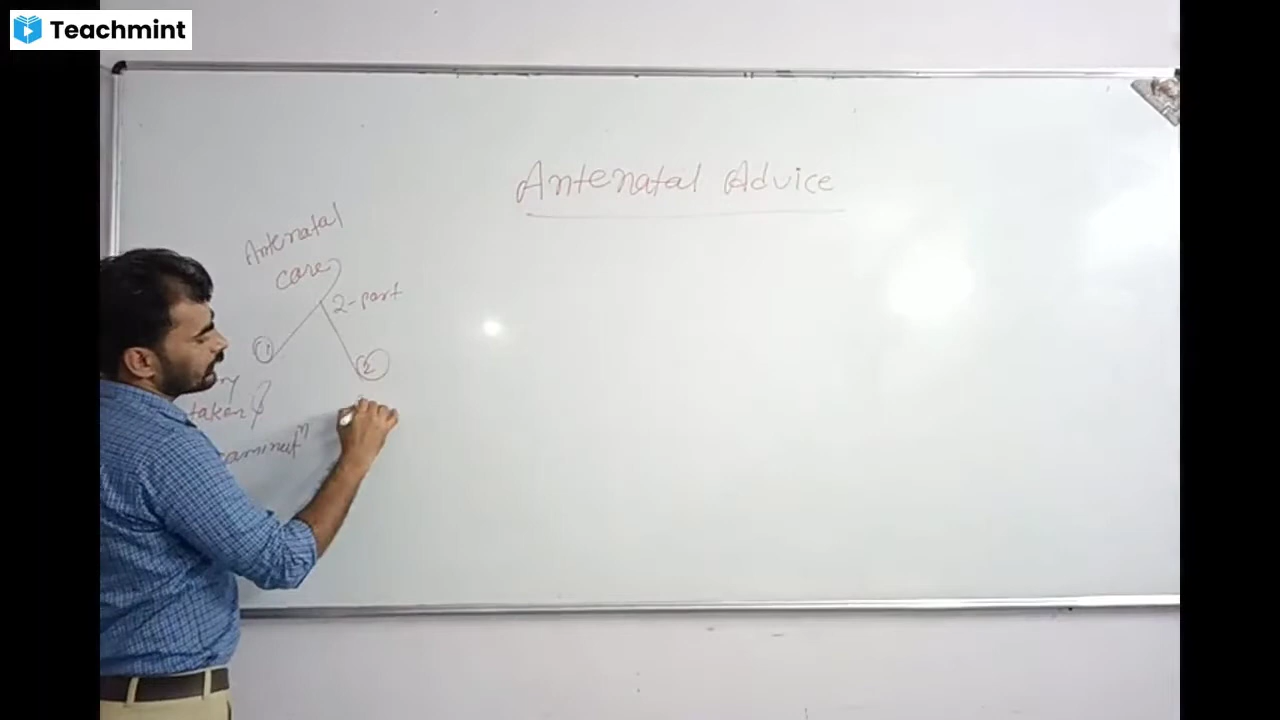 Teachmint
Antenatal Advice
Antenatal
care
2-part
1
2
taken